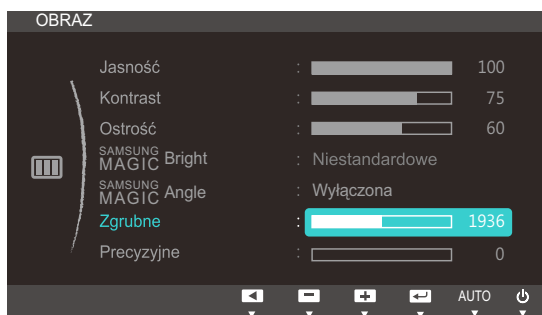 OBRAZ
Jasność : 100
Kontrast : 75
Ostrość : 60
SAMSUNG MAGIC Bright : Niestandardowe
SAMSUNG MAGIC Angle : Wyłączona
Zgrubne : 1936
Precyzyjne : 0
AUTO